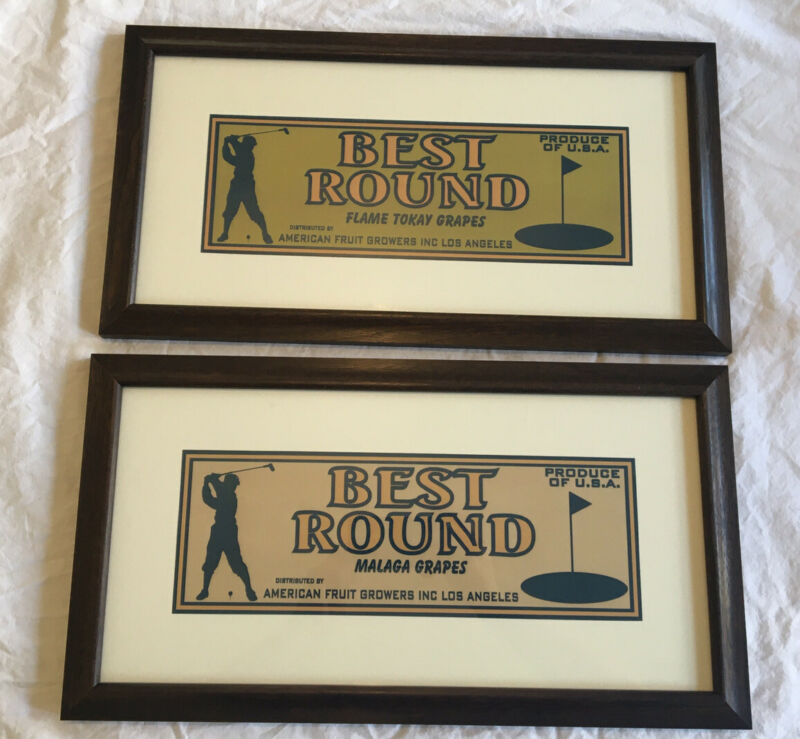 BEST
ROUND
FLAME TOKAY GRAPES
PRODUCE
OF U.S.A.
DISTRIBUTED BY
AMERICAN FRUIT GROWERS INC LOS ANGELES
BEST
ROUND
MALAGA GRAPES
PRODUCE
OF U.S.A.
DISTRIBUTED BY
AMERICAN FRUIT GROWERS INC LOS ANGELES